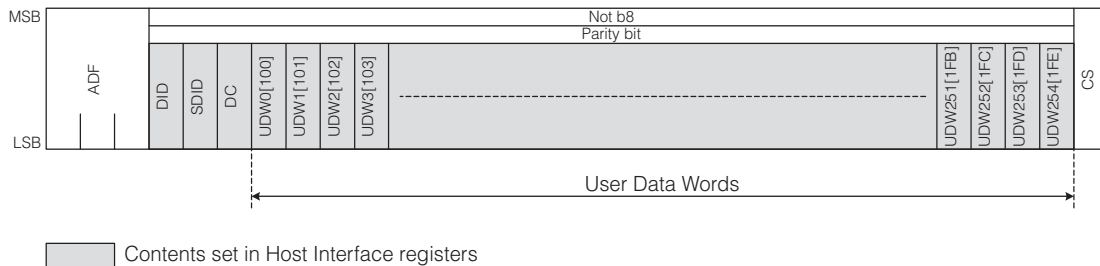 MSB
Not b8
Parity bit
ADF
DID
SDID
DC
UDW0[100]
UDW1[101]
UDW2[102]
UDW3[103]
UDW251[1FB]
UDW252[1FC]
UDW253[1FD]
UDW254[1FE]
CS
LSB
User Data Words
Contents set in Host Interface registers